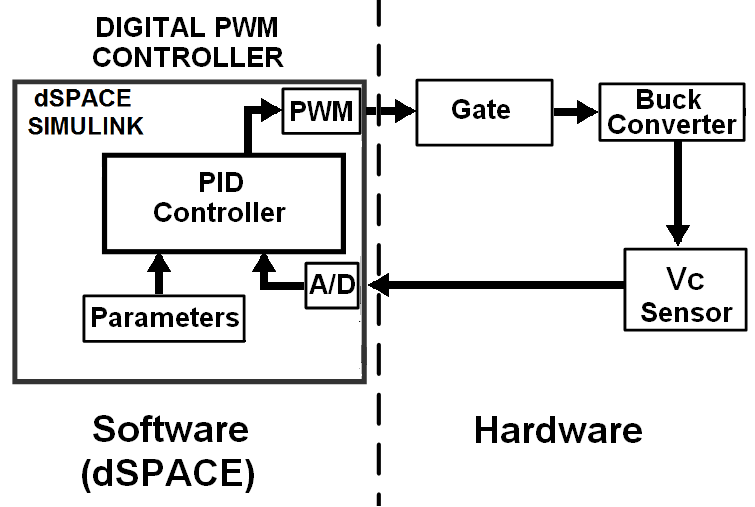 DIGITAL PWM
CONTROLLER
dSPACE
SIMULINK
PWM
PID
Controller
A/D
Parameters
Gate
Buck
Converter
Vc
Sensor
Software
(dSPACE)
Hardware